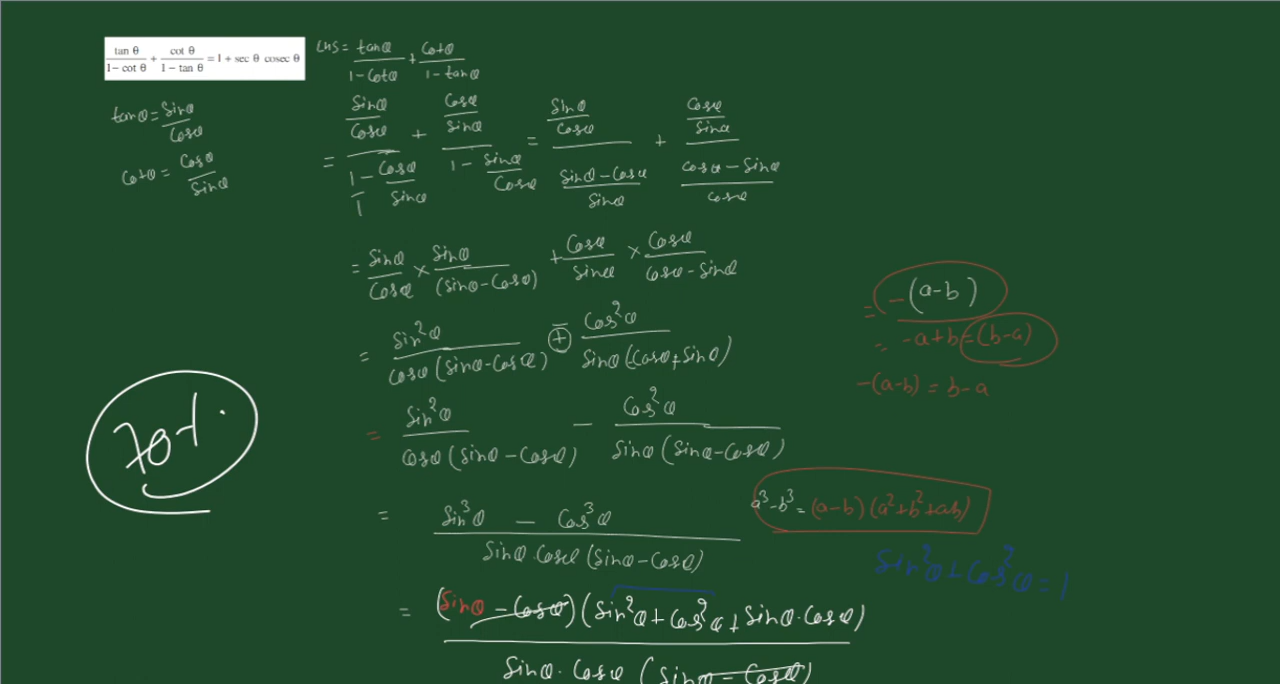 tan θ / 1− cot θ + cot θ / 1− tan θ = 1 + sec θ cosec θ
LHS = tanθ / 1−cotθ + cotθ / 1−tanθ
tanθ = sinθ / cosθ
cotθ = cosθ / sinθ
= (sinθ / cosθ) / (1/1 − cosθ / sinθ) + (cosθ / sinθ) / (1 − sinθ / cosθ) = (sinθ / cosθ) / ((sinθ − cosθ) / sinθ) + (cosθ / sinθ) / ((cosθ − sinθ) / cosθ)
= sinθ / cosθ × sinθ / (sinθ−cosθ) + cosθ / sinθ × cosθ / cosθ − sinθ
= −(a−b)
= −a+b = (b−a)
−(a−b) = b−a
= sin²θ / cosθ (sinθ−cosθ) ∓ cos²θ / sinθ (−cosθ + sinθ)
= sin²θ / cosθ (sinθ − cosθ) − cos²θ / sinθ (sinθ−cosθ)
= sin³θ − cos³θ / sinθ·cosθ (sinθ−cosθ)
a³−b³ = (a−b) (a²+b²+ab)
sin²θ + cos²θ = 1
= (sinθ − cosθ) (sin²θ + cos²θ + sinθ·cosθ) / sinθ·cosθ (sinθ − cosθ)